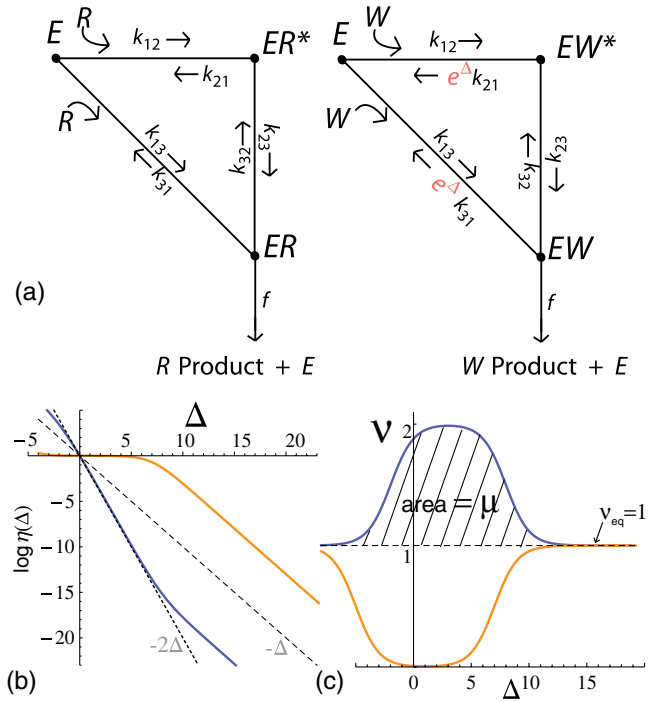 E R k₁₂ ER*
k₂₁
R
k₁₃
k₃₁
k₃₂
k₂₃
ER
f
(a)
R Product + E
E W k₁₂ EW*
e^Δ k₂₁
W
k₁₃
e^Δ k₃₁
k₃₂
k₂₃
EW
f
W Product + E
Δ
-5 5 10 15 20
log η(Δ)
-5
-10
-15
-20
-2Δ
-Δ
(b)
ν
2
area = μ
ν_eq=1
1
0 5 10 15
Δ
(c)